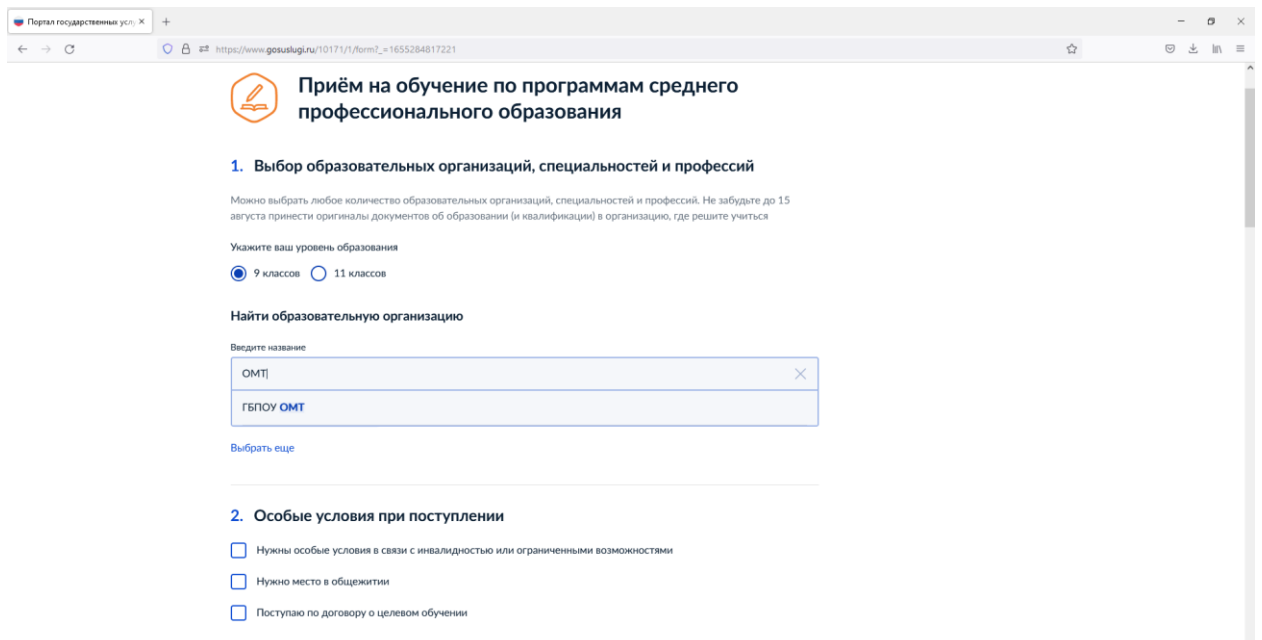 Портал государственных услу
https://www.gosuslugi.ru/10171/1/form?_=1655284817221
Приём на обучение по программам среднего
профессионального образования
1. Выбор образовательных организаций, специальностей и профессий
Можно выбрать любое количество образовательных организаций, специальностей и профессий. Не забудьте до 15
августа принести оригиналы документов об образовании (и квалификации) в организацию, где решите учиться
Укажите ваш уровень образования
9 классов 11 классов
Найти образовательную организацию
Введите название
ОМТ
ГБПОУ ОМТ
Выбрать еще
2. Особые условия при поступлении
Нужны особые условия в связи с инвалидностью или ограниченными возможностями
Нужно место в общежитии
Поступаю по договору о целевом обучении